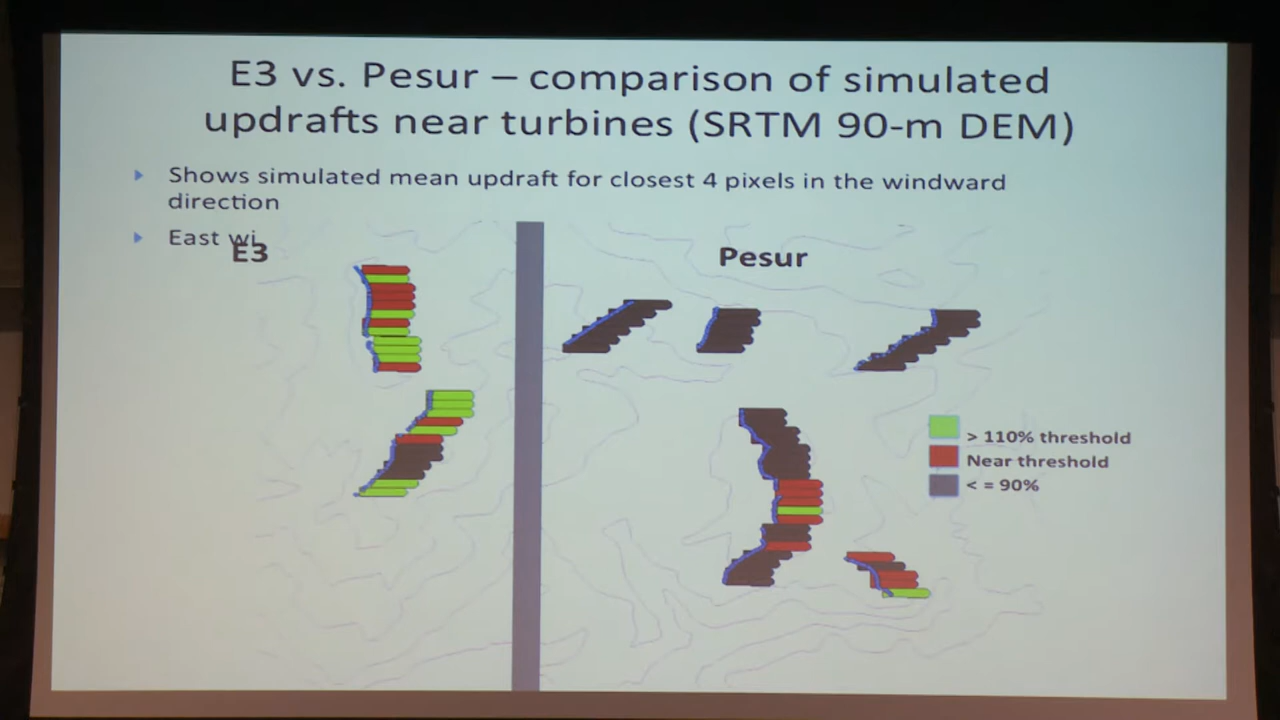 E3 vs. Pesur – comparison of simulated
updrafts near turbines (SRTM 90-m DEM)
Shows simulated mean updraft for closest 4 pixels in the windward
direction
East wi
E3
Pesur
> 110% threshold
Near threshold
< = 90%